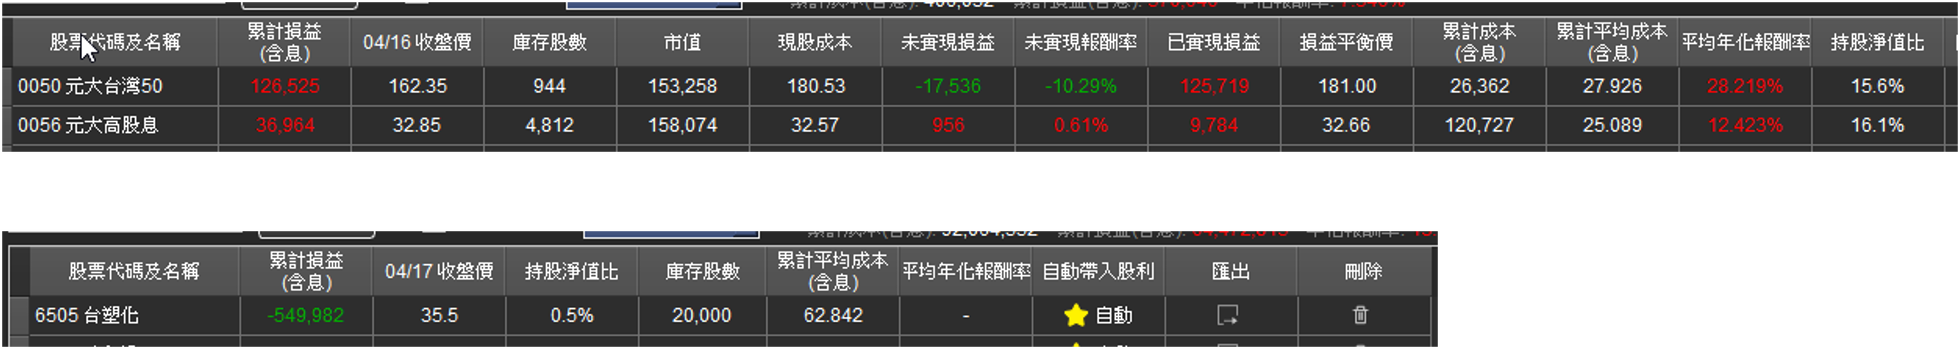 股票代碼及名稱 累計損益(含息) 04/16 收盤價 庫存股數 市值 現股成本 未實現損益 未實現報酬率 已實現損益 損益平衡價 累計成本(含息) 累計平均成本(含息) 平均年化報酬率 持股淨值比
0050 元大台灣50 126,525 162.35 944 153,258 180.53 -17,536 -10.29% 125,719 181.00 26,362 27.926 28.219% 15.6%
0056 元大高股息 36,964 32.85 4,812 158,074 32.57 956 0.61% 9,784 32.66 120,727 25.089 12.423% 16.1%
股票代碼及名稱 累計損益(含息) 04/17 收盤價 持股淨值比 庫存股數 累計平均成本(含息) 平均年化報酬率 自動帶入股利 匯出 刪除
6505 台塑化 -549,982 35.5 0.5% 20,000 62.842 - 自動